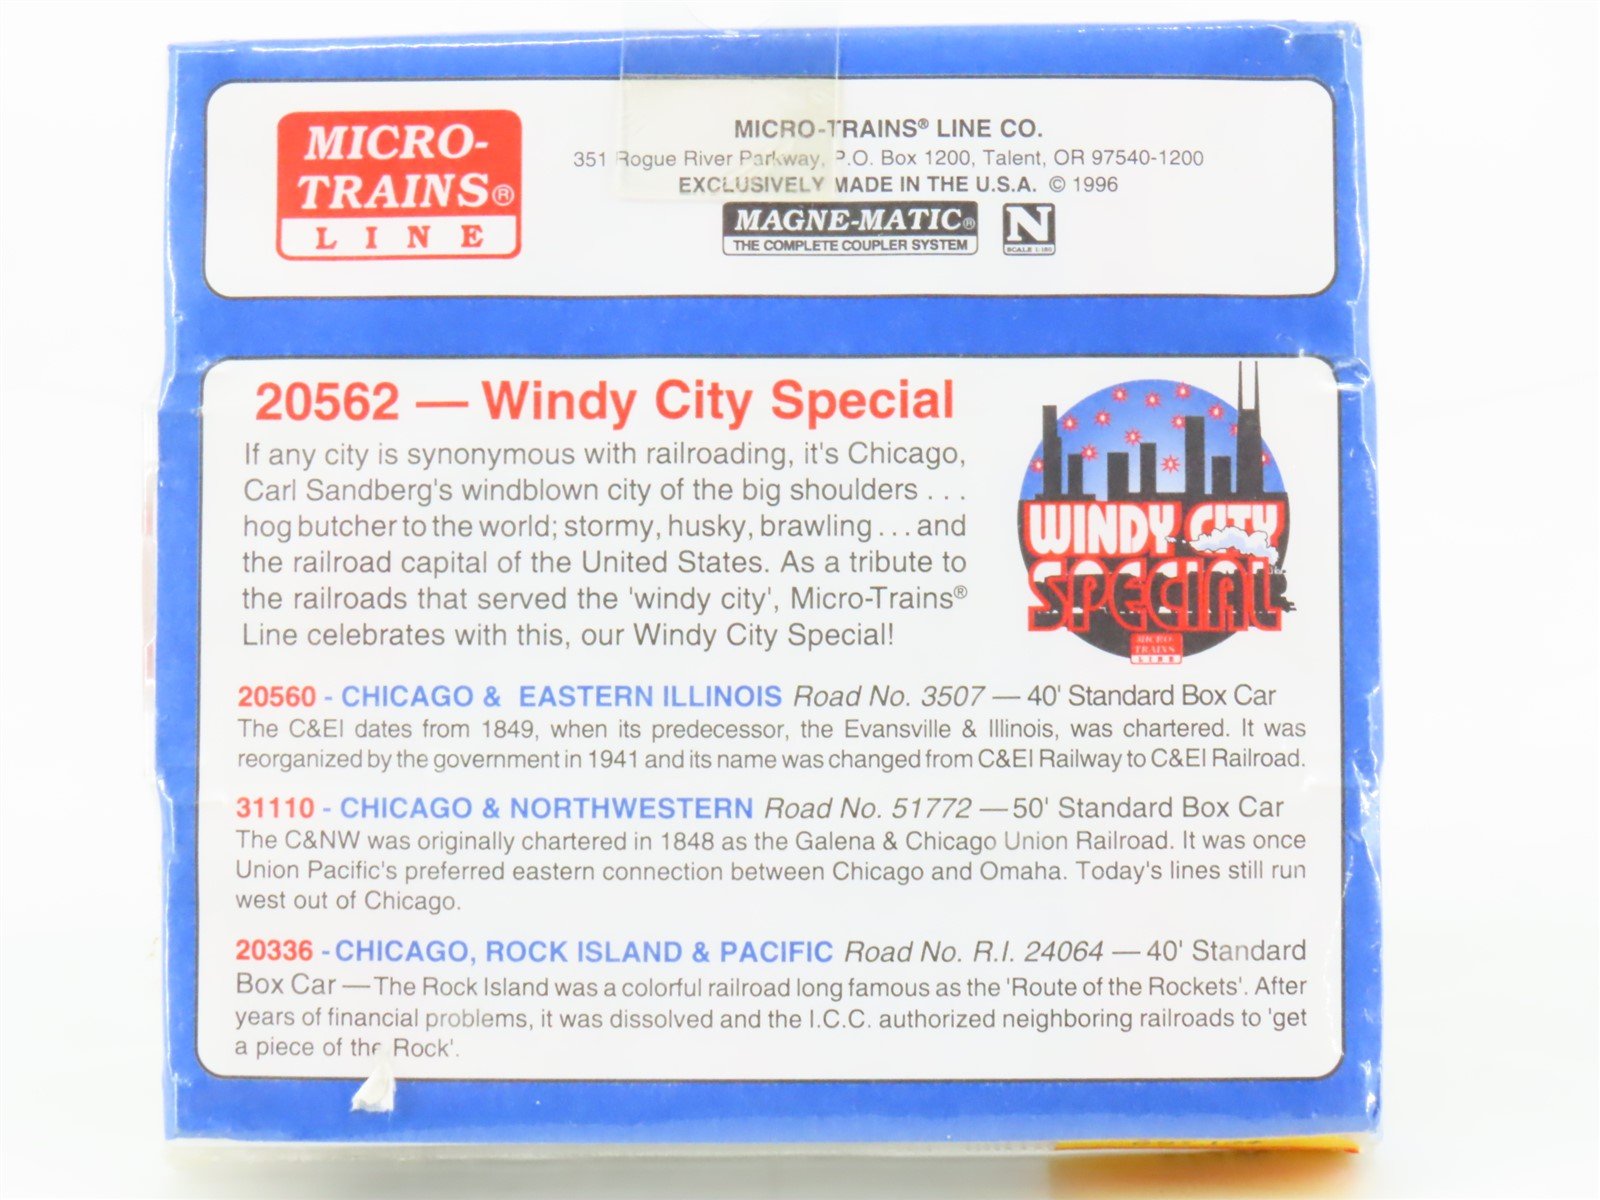 MICRO-
TRAINS®
LINE
MICRO-TRAINS® LINE CO.
351 Rogue River Parkway, P.O. Box 1200, Talent, OR 97540-1200
EXCLUSIVELY MADE IN THE U.S.A. © 1996
MAGNE-MATIC®
THE COMPLETE COUPLER SYSTEM
N
SCALE 1:160
20562 — Windy City Special
If any city is synonymous with railroading, it's Chicago,
Carl Sandberg's windblown city of the big shoulders . . .
hog butcher to the world; stormy, husky, brawling . . . and
the railroad capital of the United States. As a tribute to
the railroads that served the 'windy city', Micro-Trains®
Line celebrates with this, our Windy City Special!
WINDY CITY
SPECIAL
MICRO-
TRAINS
LINE
20560 - CHICAGO & EASTERN ILLINOIS Road No. 3507 — 40' Standard Box Car
The C&EI dates from 1849, when its predecessor, the Evansville & Illinois, was chartered. It was
reorganized by the government in 1941 and its name was changed from C&EI Railway to C&EI Railroad.
31110 - CHICAGO & NORTHWESTERN Road No. 51772 — 50' Standard Box Car
The C&NW was originally chartered in 1848 as the Galena & Chicago Union Railroad. It was once
Union Pacific's preferred eastern connection between Chicago and Omaha. Today's lines still run
west out of Chicago.
20336 - CHICAGO, ROCK ISLAND & PACIFIC Road No. R.I. 24064 — 40' Standard
Box Car — The Rock Island was a colorful railroad long famous as the 'Route of the Rockets'. After
years of financial problems, it was dissolved and the I.C.C. authorized neighboring railroads to 'get
a piece of the Rock'.